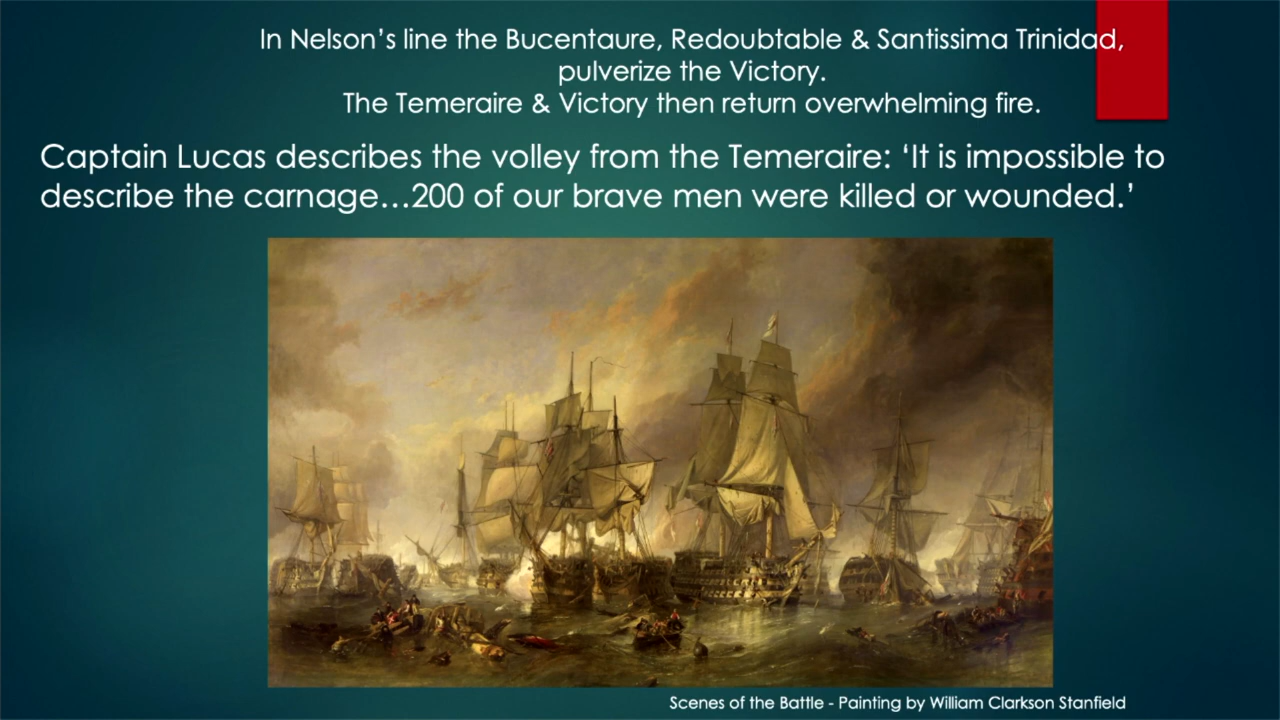 In Nelson’s line the Bucentaure, Redoubtable & Santissima Trinidad,
pulverize the Victory.
The Temeraire & Victory then return overwhelming fire.
Captain Lucas describes the volley from the Temeraire: ‘It is impossible to
describe the carnage…200 of our brave men were killed or wounded.’
Scenes of the Battle - Painting by William Clarkson Stanfield